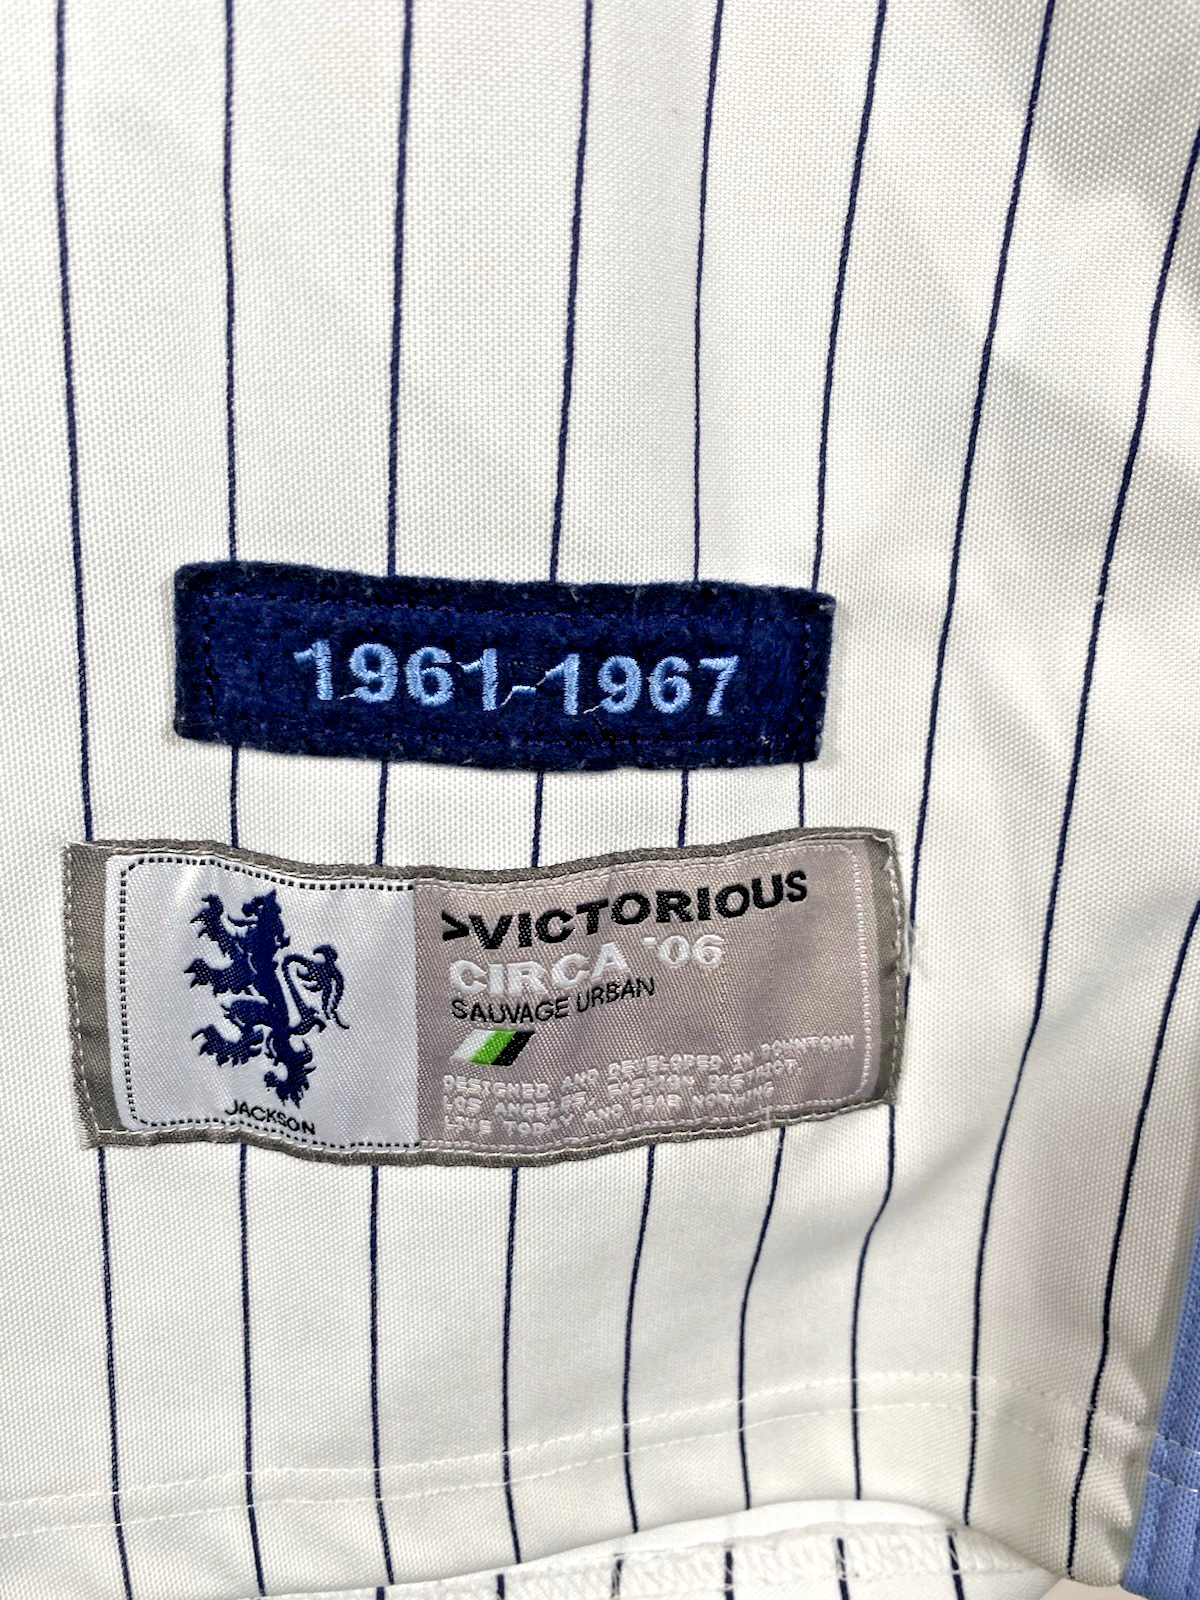 1961-1967
>VICTORIOUS
CIRCA '06
SAUVAGE URBAN
DESIGNED AND DEVELOPED IN DOWNTOWN
LOS ANGELES, FASHION DISTRICT.
LIVE TODAY AND FEAR NOTHING
JACKSON